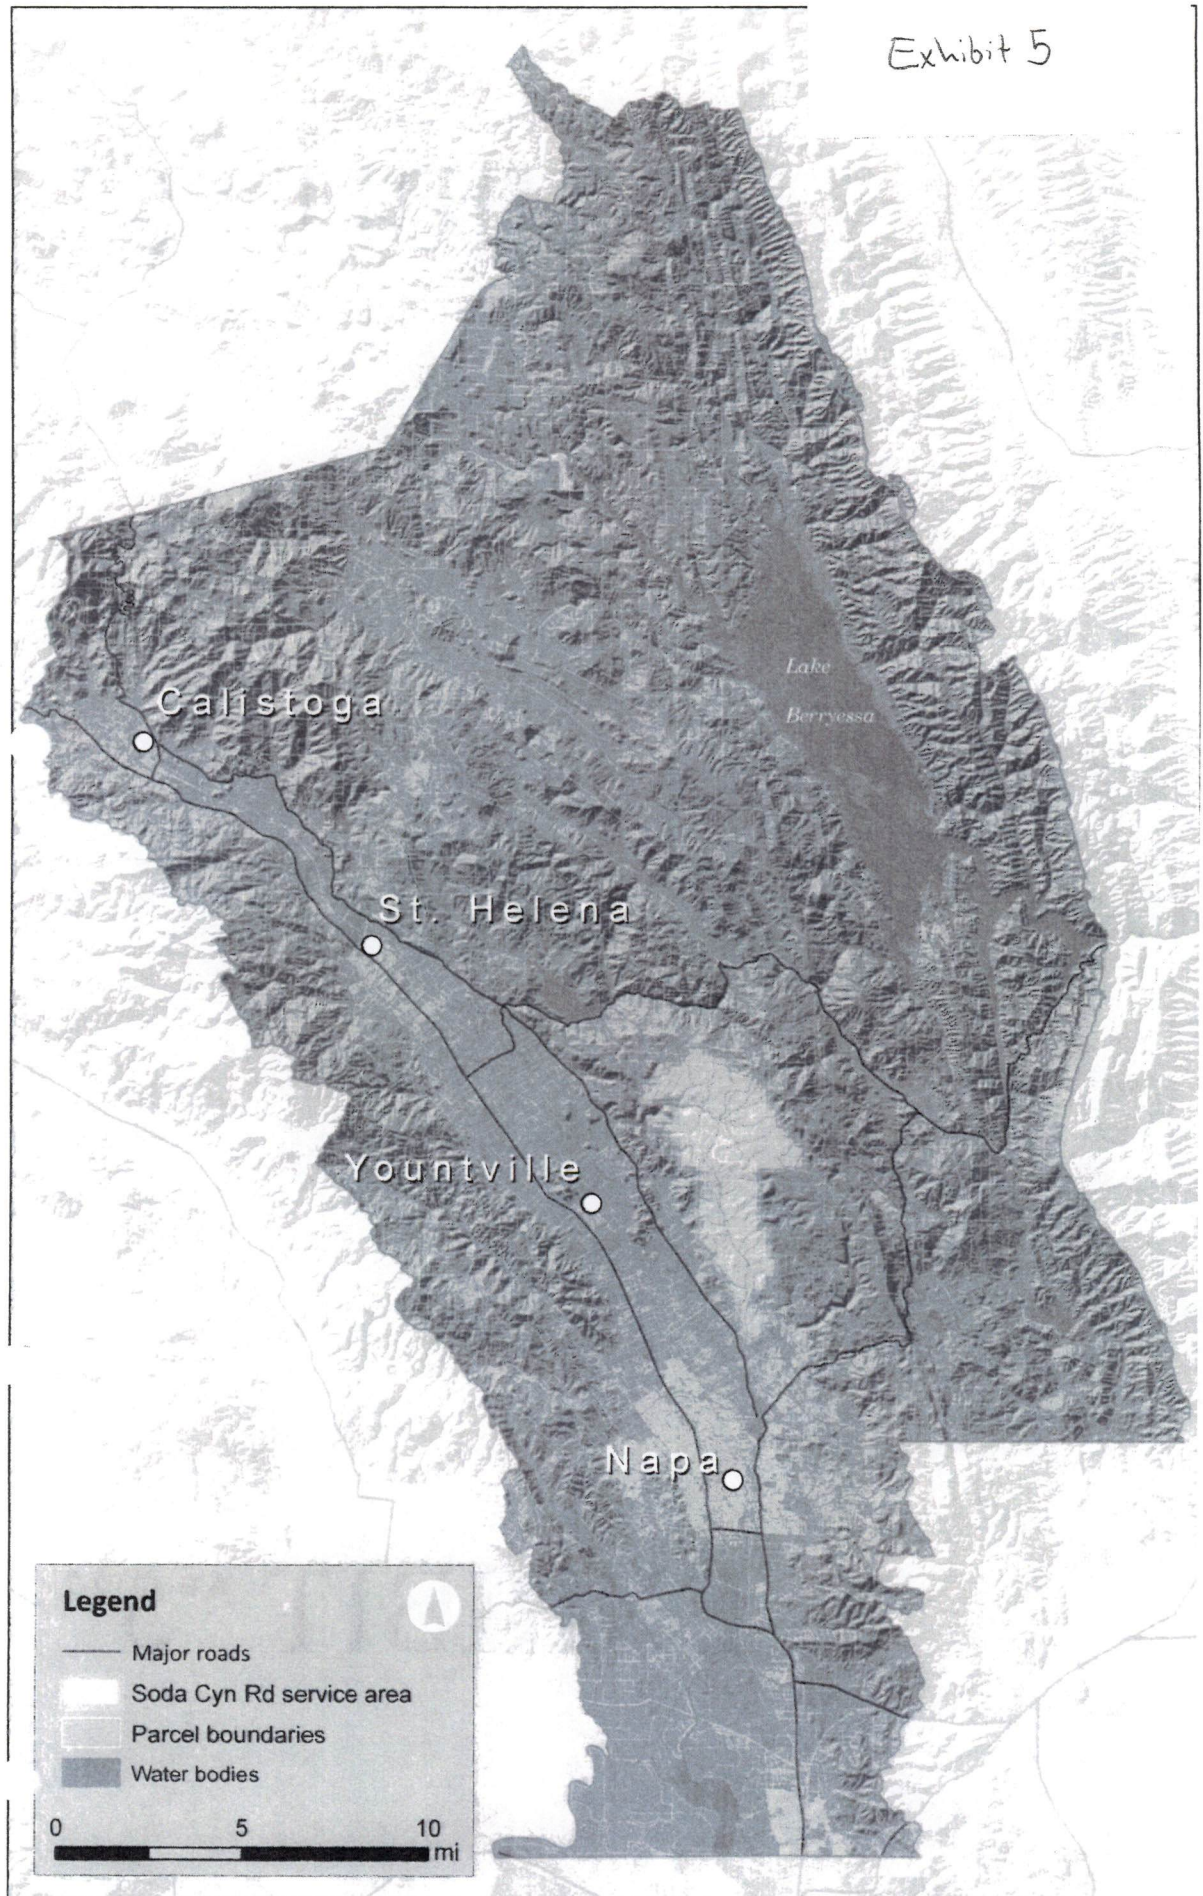 Exhibit 5
Lake
Berryessa
Calistoga
St. Helena
Yountville
Napa
Legend
Major roads
Soda Cyn Rd service area
Parcel boundaries
Water bodies
0 5 10
mi